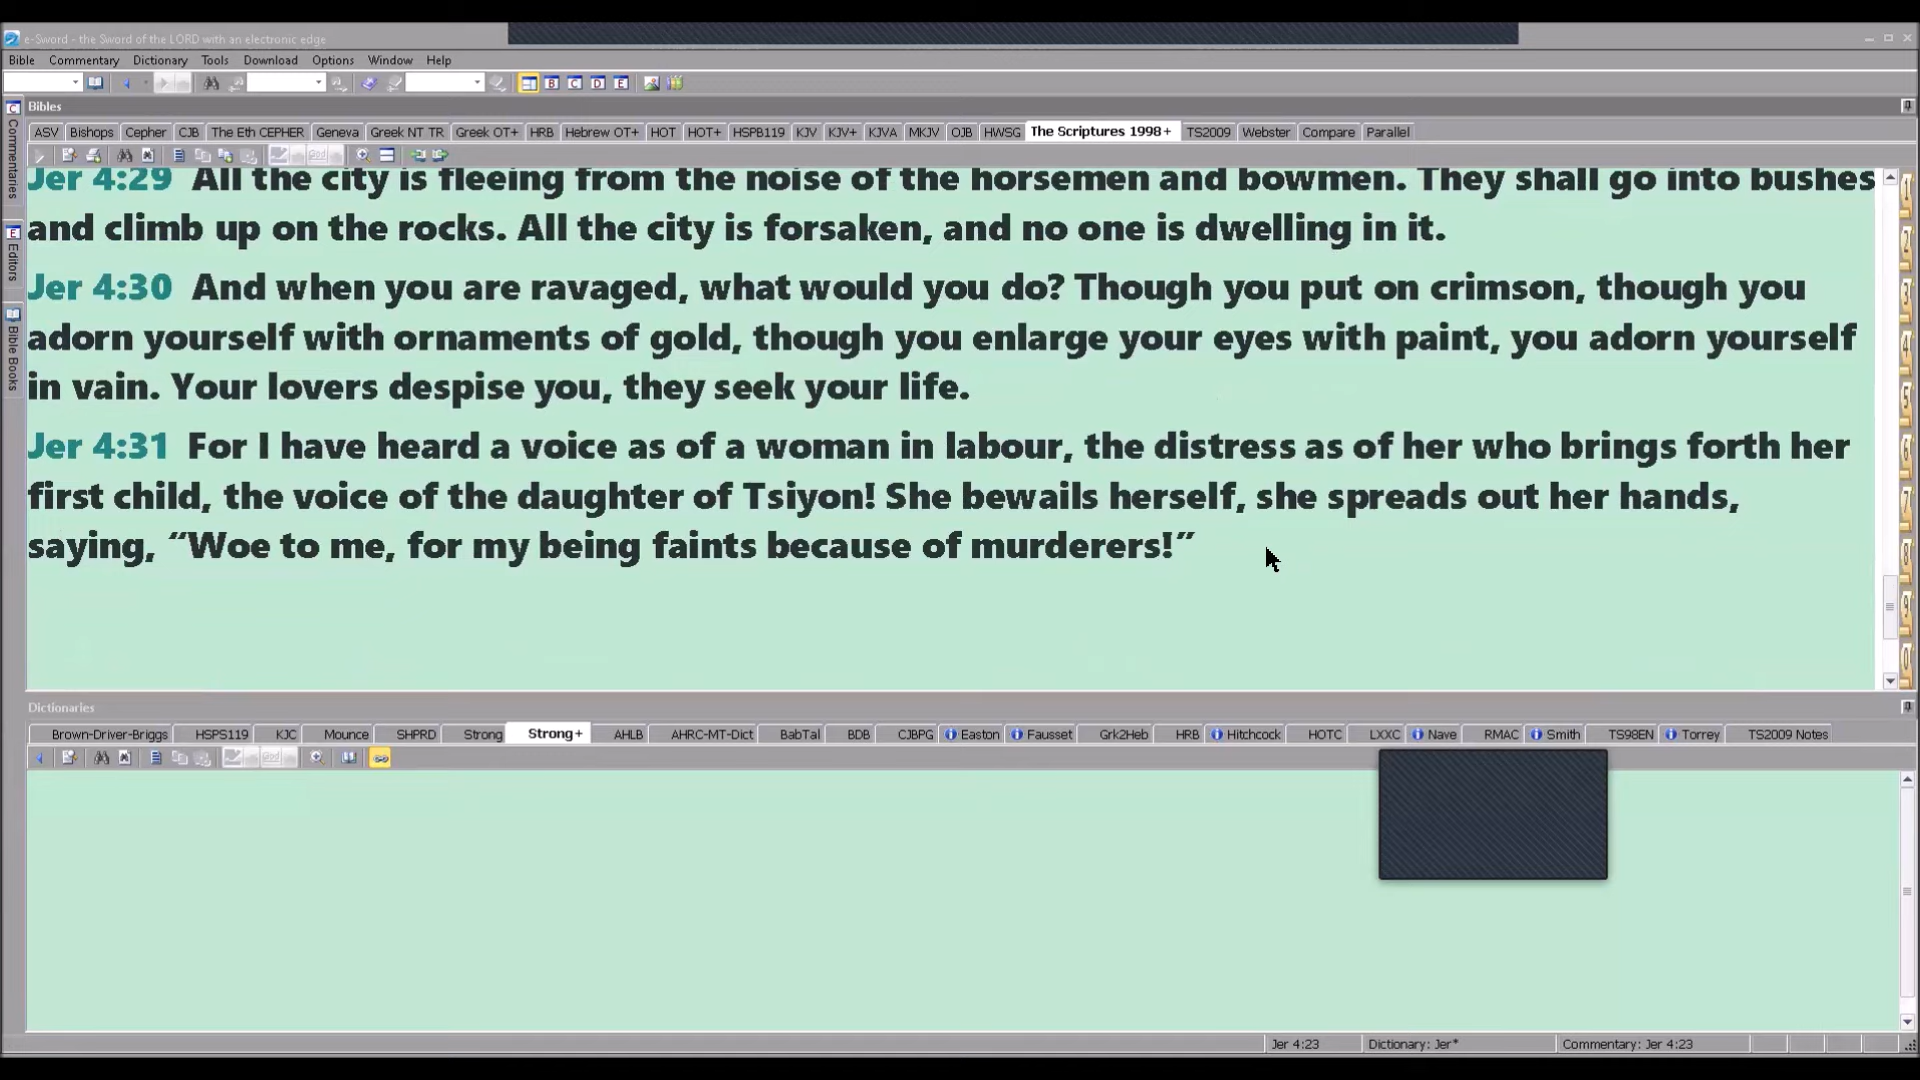 e-Sword - the Sword of the LORD with an electronic edge
Bible Commentary Dictionary Tools Download Options Window Help
B C D E
Bibles
ASV Bishops Cepher CJB The Eth CEPHER Geneva Greek NT TR Greek OT+ HRB Hebrew OT+ HOT HOT+ HSPB119 KJV KJV+ KJVA MKJV OJB HWSG The Scriptures 1998+ TS2009 Webster Compare Parallel
C Commentaries
E Editors
Bible Books
Jer 4:29 All the city is fleeing from the noise of the horsemen and bowmen. They shall go into bushes
and climb up on the rocks. All the city is forsaken, and no one is dwelling in it.
Jer 4:30 And when you are ravaged, what would you do? Though you put on crimson, though you
adorn yourself with ornaments of gold, though you enlarge your eyes with paint, you adorn yourself
in vain. Your lovers despise you, they seek your life.
Jer 4:31 For I have heard a voice as of a woman in labour, the distress as of her who brings forth her
first child, the voice of the daughter of Tsiyon! She bewails herself, she spreads out her hands,
saying, “Woe to me, for my being faints because of murderers!”
Dictionaries
Brown-Driver-Briggs HSPS119 KJC Mounce SHPRD Strong Strong+ AHLB AHRC-MT-Dict BabTal BDB CJBPG Easton Fausset Grk2Heb HRB Hitchcock HOTC LXXC Nave RMAC Smith TS98EN Torrey TS2009 Notes
Jer 4:23 Dictionary: Jer* Commentary: Jer 4:23